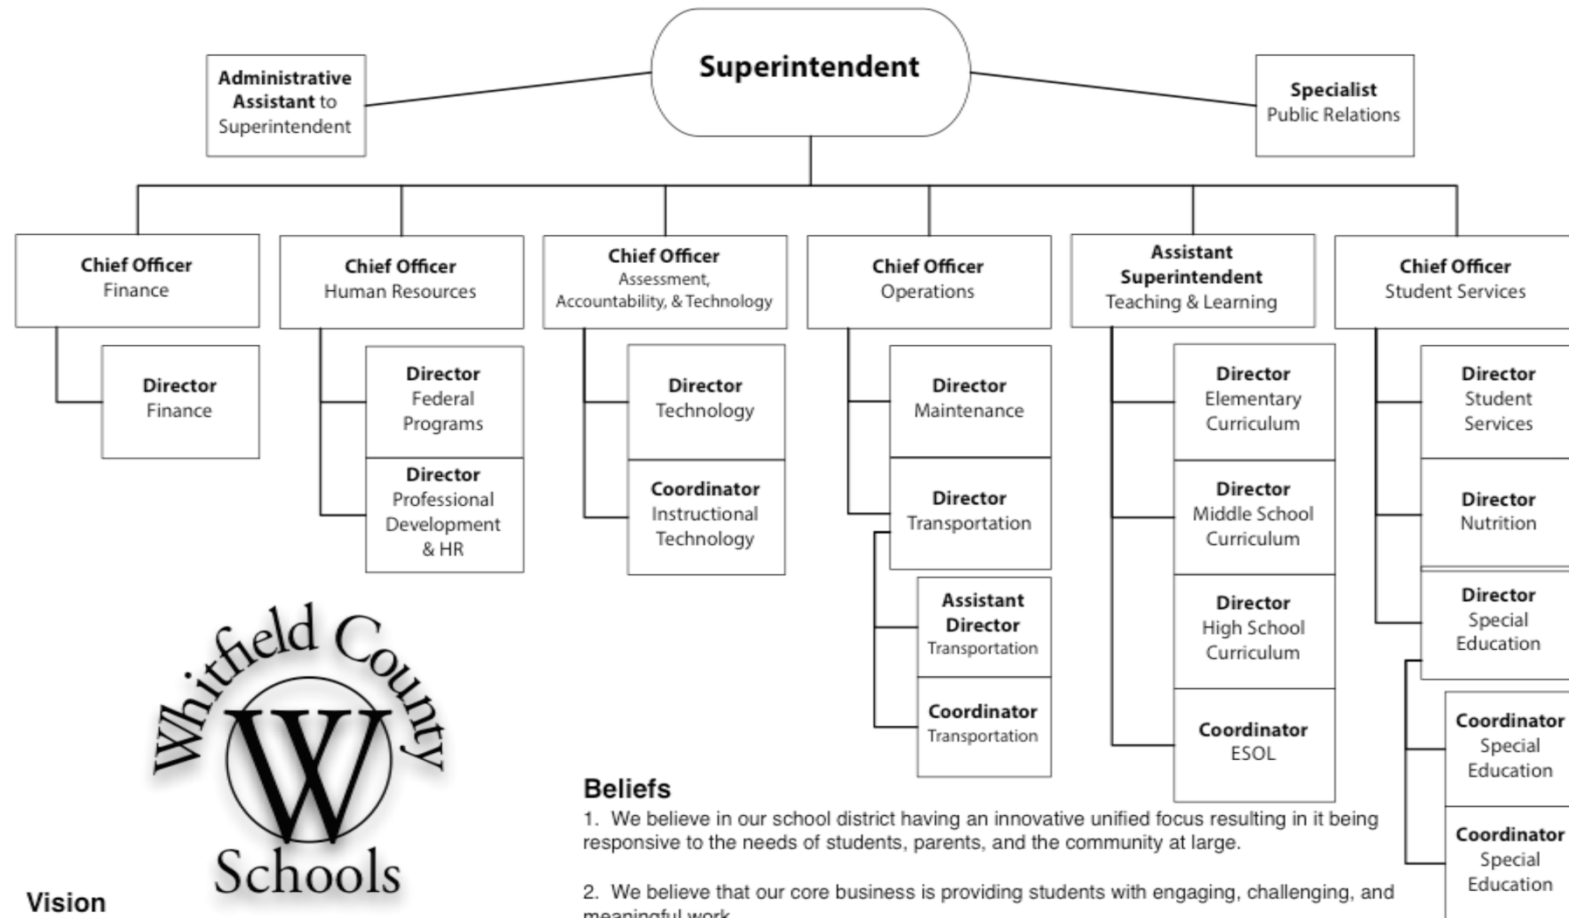 Superintendent
Administrative
Assistant to
Superintendent
Specialist
Public Relations
Chief Officer
Finance
Chief Officer
Human Resources
Chief Officer
Assessment,
Accountability, & Technology
Chief Officer
Operations
Assistant
Superintendent
Teaching & Learning
Chief Officer
Student Services
Director
Finance
Director
Federal
Programs
Director
Professional
Development
& HR
Director
Technology
Coordinator
Instructional
Technology
Director
Maintenance
Director
Transportation
Assistant
Director
Transportation
Coordinator
Transportation
Director
Elementary
Curriculum
Director
Middle School
Curriculum
Director
High School
Curriculum
Coordinator
ESOL
Director
Student
Services
Director
Nutrition
Director
Special
Education
Coordinator
Special
Education
Coordinator
Special
Education
Whitfield County
W
Schools
Vision
Beliefs
1. We believe in our school district having an innovative unified focus resulting in it being
responsive to the needs of students, parents, and the community at large.
2. We believe that our core business is providing students with engaging, challenging, and
meaningful work